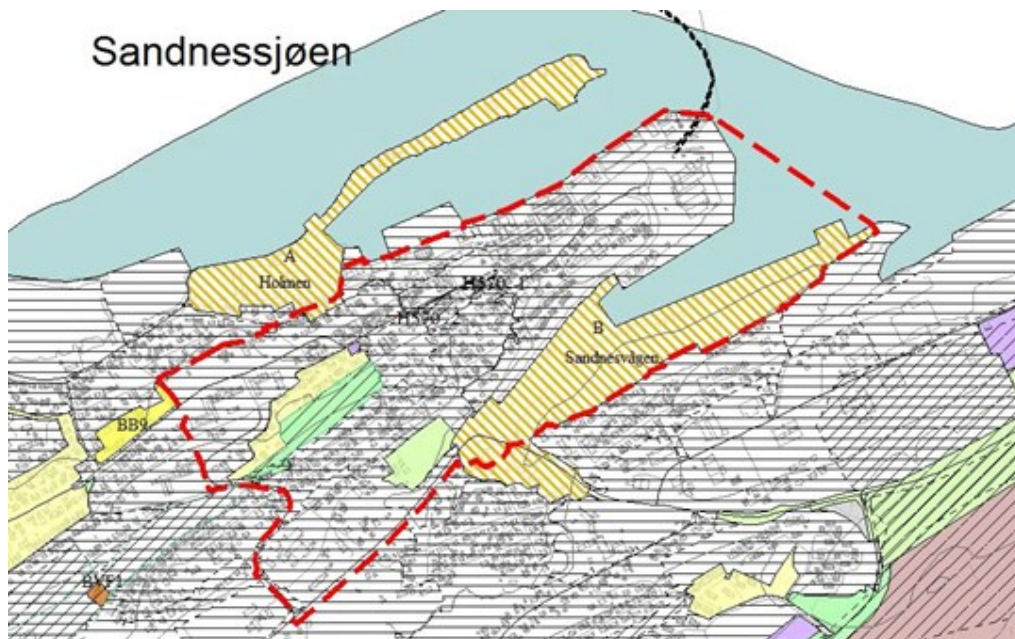 Sandnessjøen
A
Holmen
H570_1
H570_2
B
Sandnesvågen
BB9
BVF1